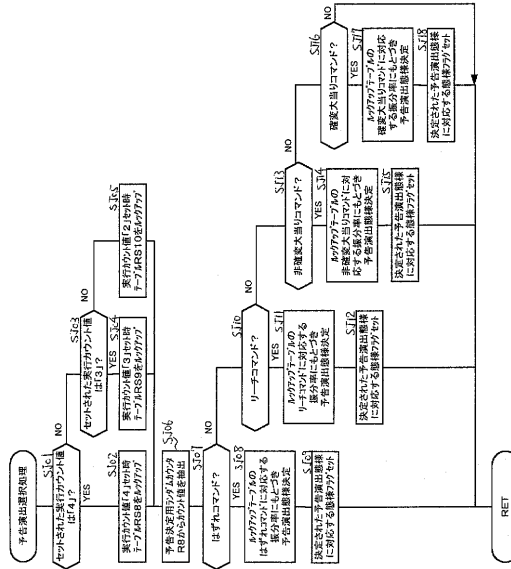 予告演出選択処理
SJ01
セットされた実行カウント値
は「4」?
NO
YES
SJ02
実行カウント値「4」セット時
テーブルRS8をルックアップ
SJ03
セットされた実行カウント値
は「3」?
NO
YES
SJ04
実行カウント値「3」セット時
テーブルRS9をルックアップ
SJ05
実行カウント値「2」セット時
テーブルRS10をルックアップ
SJ06
予告決定用ランダムカウンタ
R8からカウント値を抽出
SJ07
はずれコマンド?
NO
YES
SJ08
ルックアップテーブルの
はずれコマンドに対応する
振分率にもとづき
予告演出態様決定
SJ09
決定された予告演出態様
に対応する態様フラグセット
SJ10
リーチコマンド?
NO
YES
SJ11
ルックアップテーブルの
リーチコマンドに対応する
振分率にもとづき
予告演出態様決定
SJ12
決定された予告演出態様
に対応する態様フラグセット
SJ13
非確変大当りコマンド?
NO
YES
SJ14
ルックアップテーブルの
非確変大当りコマンドに対
応する振分率にもとづき
予告演出態様決定
SJ15
決定された予告演出態様
に対応する態様フラグセット
SJ16
確変大当りコマンド?
NO
YES
SJ17
ルックアップテーブルの
確変大当りコマンドに対応
する振分率にもとづき
予告演出態様決定
SJ18
決定された予告演出態様
に対応する態様フラグセット
RET